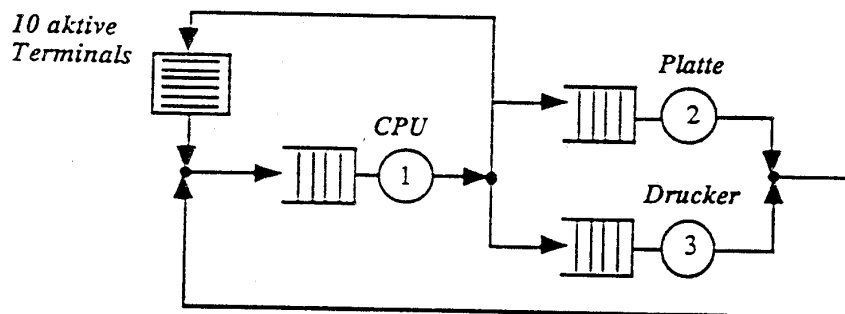 10 aktive
Terminals
Platte
2
CPU
1
Drucker
3